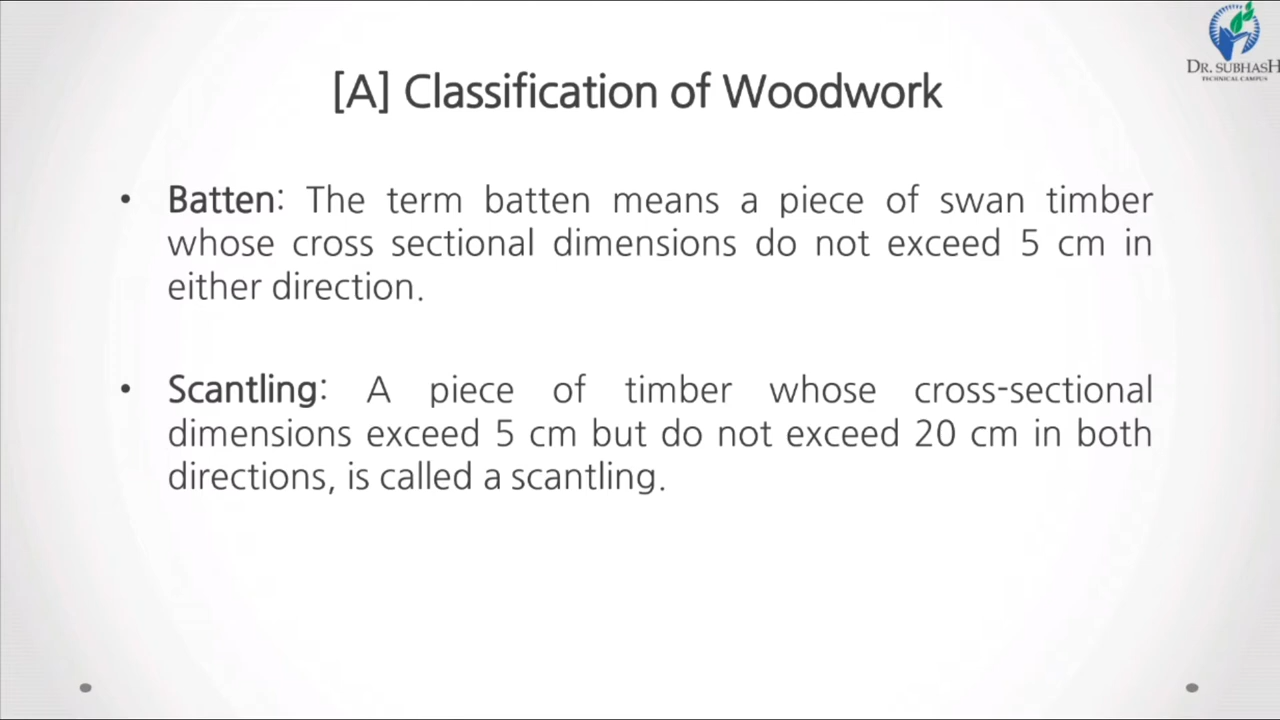 DR. SUBHASH
TECHNICAL CAMPUS
[A] Classification of Woodwork
• Batten: The term batten means a piece of swan timber
whose cross sectional dimensions do not exceed 5 cm in
either direction.
• Scantling: A piece of timber whose cross-sectional
dimensions exceed 5 cm but do not exceed 20 cm in both
directions, is called a scantling.